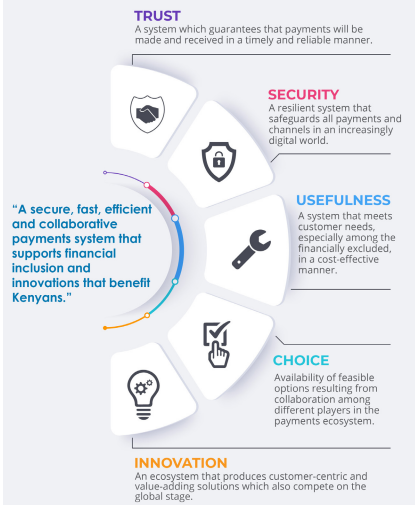 TRUST
A system which guarantees that payments will be
made and received in a timely and reliable manner.
SECURITY
A resilient system that
safeguards all payments and
channels in an increasingly
digital world.
"A secure, fast, efficient
and collaborative
payments system that
supports financial
inclusion and
innovations that benefit
Kenyans."
USEFULNESS
A system that meets
customer needs,
especially among the
financially excluded,
in a cost-effective
manner.
CHOICE
Availability of feasible
options resulting from
collaboration among
different players in the
payments ecosystem.
INNOVATION
An ecosystem that produces customer-centric and
value-adding solutions which also compete on the
global stage.